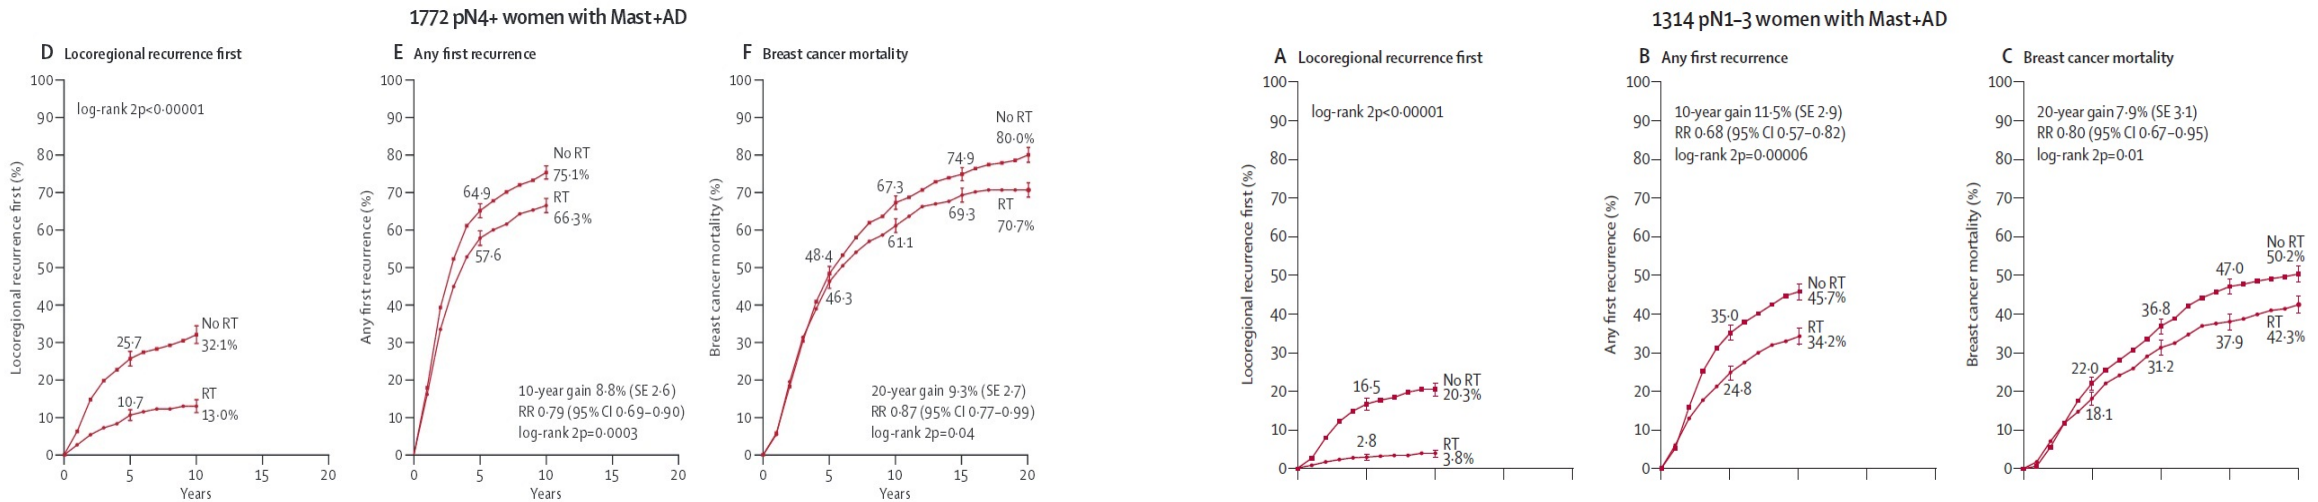 1772 pN4+ women with Mast+AD
D Locoregional recurrence first
Locoregional recurrence first (%)
100
90
80
70
60
50
40
30
20
10
0
log-rank 2p<0·00001
25·7
No RT
32·1%
10·7
RT
13·0%
0 5 10 15 20
Years
E Any first recurrence
Any first recurrence (%)
100
90
80
70
60
50
40
30
20
10
0
64·9
No RT
75·1%
RT
66·3%
57·6
10-year gain 8·8% (SE 2·6)
RR 0·79 (95% CI 0·69–0·90)
log-rank 2p=0·0003
0 5 10 15 20
Years
F Breast cancer mortality
Breast cancer mortality (%)
100
90
80
70
60
50
40
30
20
10
0
No RT
80·0%
74·9
67·3
48·4
46·3
61·1
69·3
RT
70·7%
20-year gain 9·3% (SE 2·7)
RR 0·87 (95% CI 0·77–0·99)
log-rank 2p=0·04
0 5 10 15 20
Years
1314 pN1–3 women with Mast+AD
A Locoregional recurrence first
Locoregional recurrence first (%)
100
90
80
70
60
50
40
30
20
10
0
log-rank 2p<0·00001
16·5
No RT
20·3%
2·8
RT
3·8%
B Any first recurrence
Any first recurrence (%)
100
90
80
70
60
50
40
30
20
10
0
10-year gain 11·5% (SE 2·9)
RR 0·68 (95% CI 0·57–0·82)
log-rank 2p=0·00006
35·0
No RT
45·7%
RT
34·2%
24·8
C Breast cancer mortality
Breast cancer mortality (%)
100
90
80
70
60
50
40
30
20
10
0
20-year gain 7·9% (SE 3·1)
RR 0·80 (95% CI 0·67–0·95)
log-rank 2p=0·01
No RT
50·2%
47·0
36·8
22·0
18·1
31·2
37·9
RT
42·3%